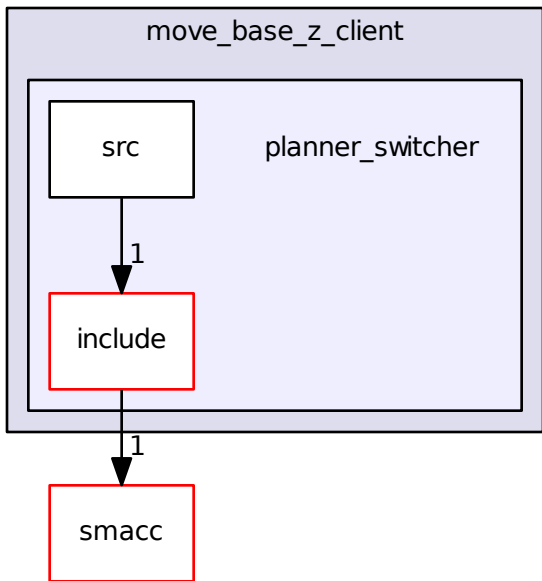 move_base_z_client
src
planner_switcher
1
include
1
smacc